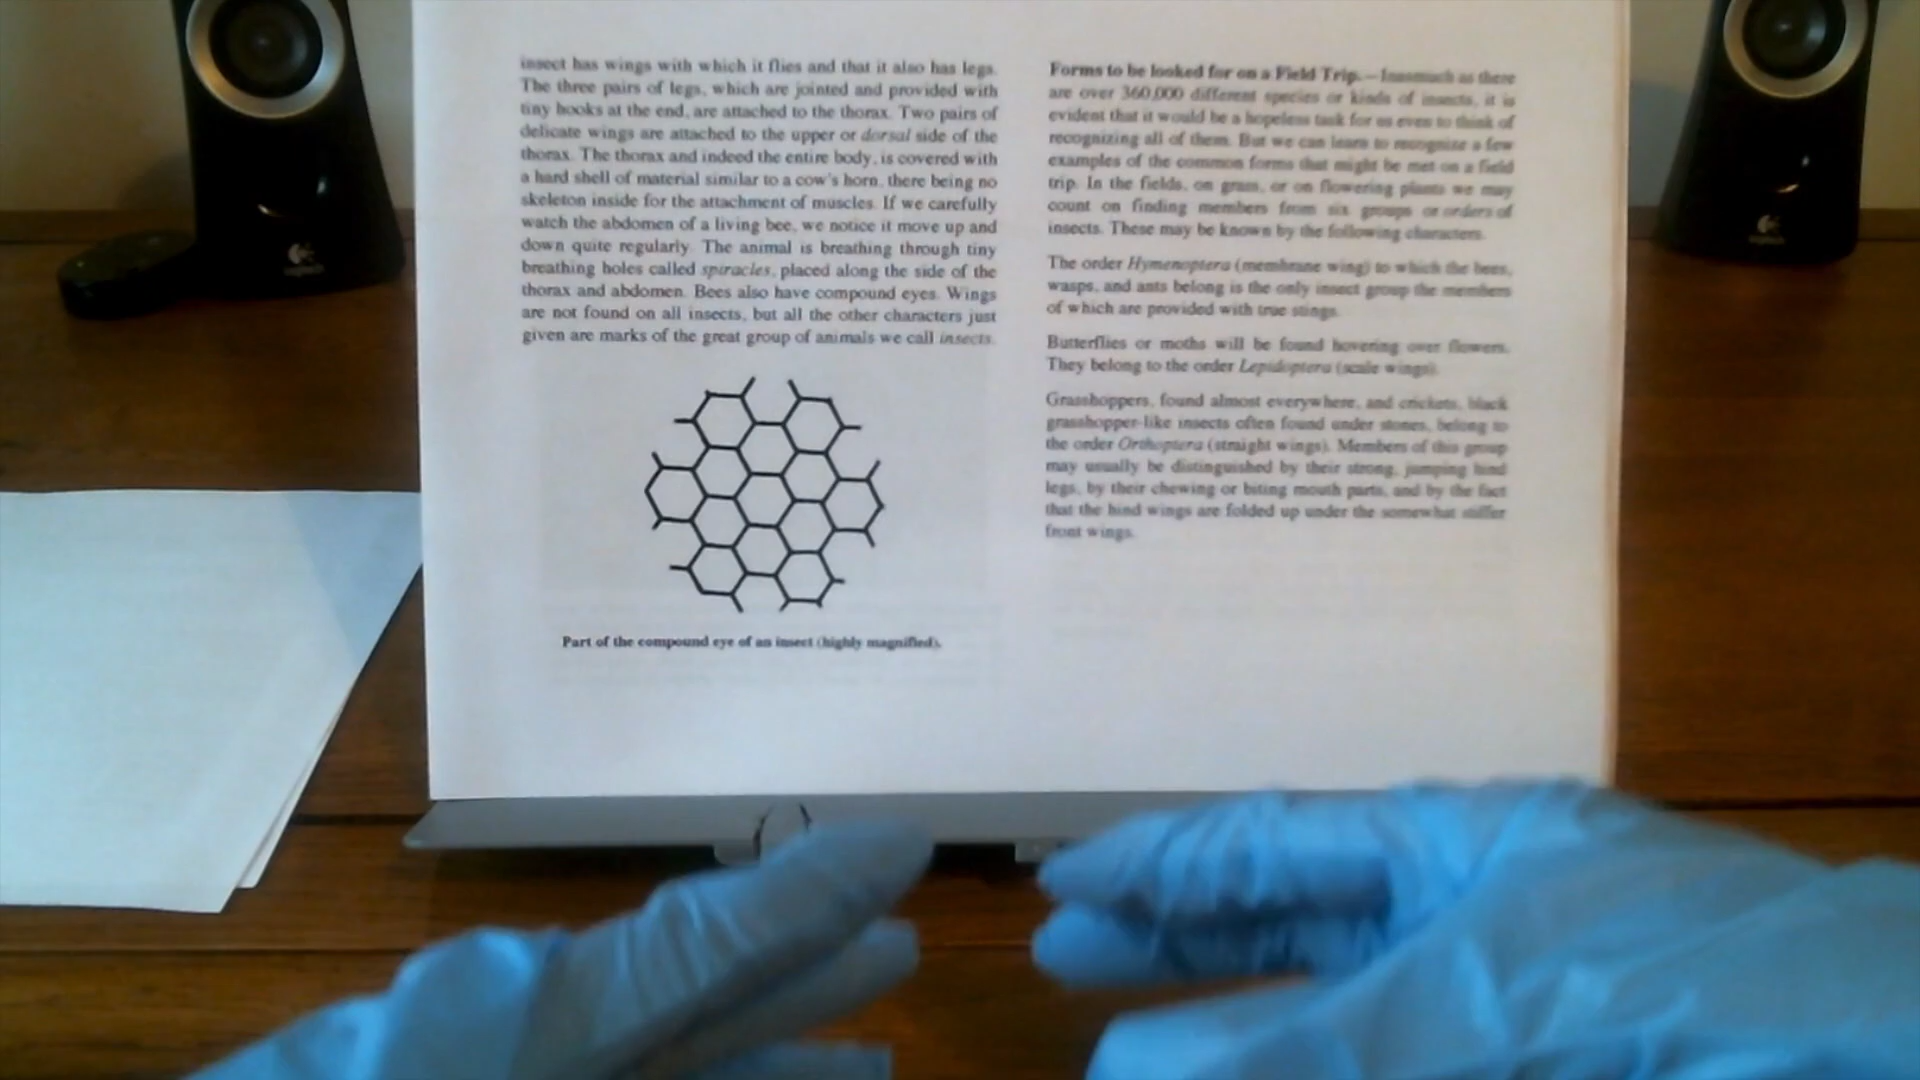 insect has wings with which it flies and that it also has legs.
The three pairs of legs, which are jointed and provided with
tiny hooks at the end, are attached to the thorax. Two pairs of
delicate wings are attached to the upper or dorsal side of the
thorax. The thorax and indeed the entire body, is covered with
a hard shell of material similar to a cow's horn, there being no
skeleton inside for the attachment of muscles. If we carefully
watch the abdomen of a living bee, we notice it move up and
down quite regularly. The animal is breathing through tiny
breathing holes called spiracles, placed along the side of the
thorax and abdomen. Bees also have compound eyes. Wings
are not found on all insects, but all the other characters just
given are marks of the great group of animals we call insects.
Part of the compound eye of an insect (highly magnified).
Forms to be looked for on a Field Trip. — Inasmuch as there
are over 360,000 different species or kinds of insects, it is
evident that it would be a hopeless task for us even to think of
recognizing all of them. But we can learn to recognize a few
examples of the common forms that might be met on a field
trip. In the fields, on grass, or on flowering plants we may
count on finding members from six groups or orders of
insects. These may be known by the following characters.
The order Hymenoptera (membrane wing) to which the bees,
wasps, and ants belong is the only insect group the members
of which are provided with true stings.
Butterflies or moths will be found hovering over flowers.
They belong to the order Lepidoptera (scale wings).
Grasshoppers, found almost everywhere, and crickets, black
grasshopper-like insects often found under stones, belong to
the order Orthoptera (straight wings). Members of this group
may usually be distinguished by their strong, jumping hind
legs, by their chewing or biting mouth parts, and by the fact
that the hind wings are folded up under the somewhat stiffer
front wings.